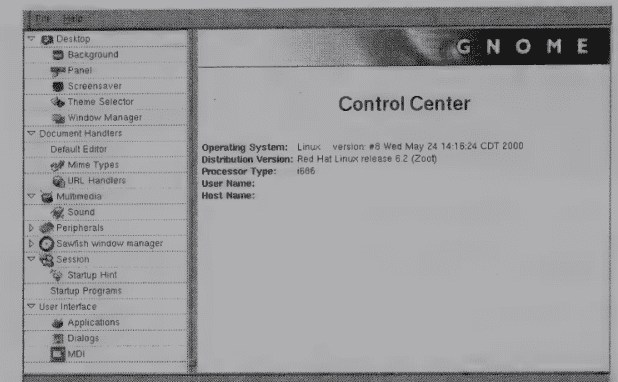 File Help
Desktop
Background
Panel
Screensaver
Theme Selector
Window Manager
Document Handlers
Default Editor
Mime Types
URL Handlers
Multimedia
Sound
Peripherals
Sawfish window manager
Session
Startup Hint
Startup Programs
User Interface
Applications
Dialogs
MDI
GNOME
Control Center
Operating System: Linux version: #8 Wed May 24 14:16:24 CDT 2000
Distribution Version: Red Hat Linux release 6.2 (Zoot)
Processor Type: i686
User Name:
Host Name: